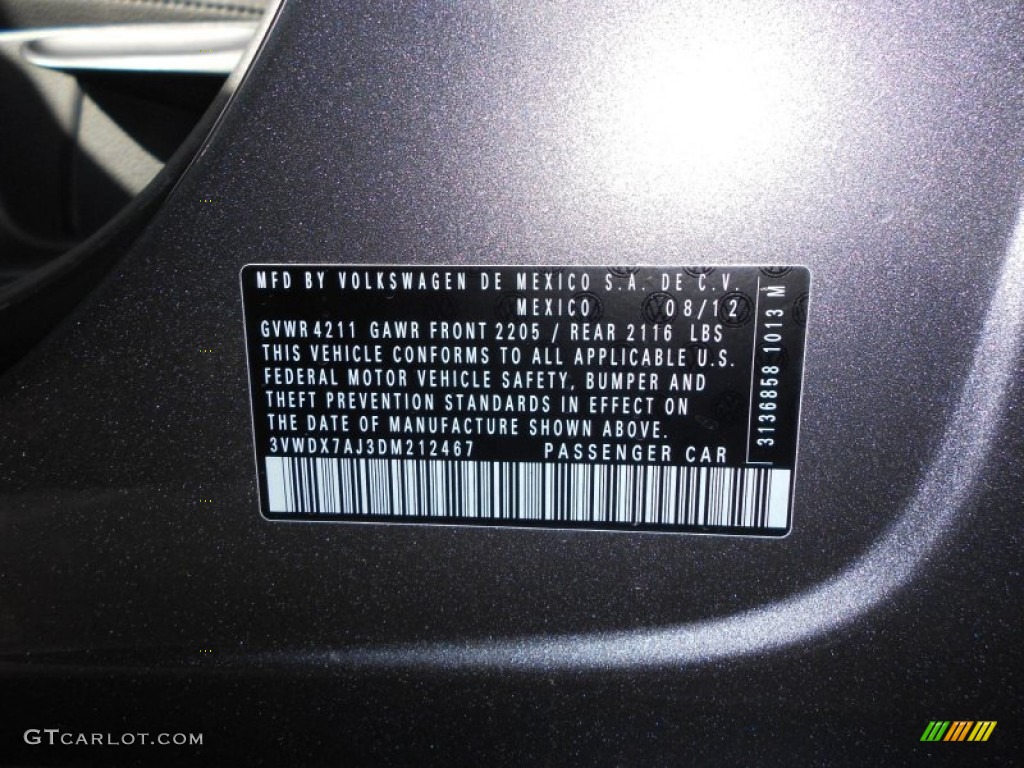 MFD BY VOLKSWAGEN DE MEXICO S.A. DE C.V.
MEXICO 08/12
GVWR 4211 GAWR FRONT 2205 / REAR 2116 LBS
THIS VEHICLE CONFORMS TO ALL APPLICABLE U.S.
FEDERAL MOTOR VEHICLE SAFETY, BUMPER AND
THEFT PREVENTION STANDARDS IN EFFECT ON
THE DATE OF MANUFACTURE SHOWN ABOVE.
3VWDX7AJ3DM212467 PASSENGER CAR
3136858 1013 M
GTCARLOT.COM